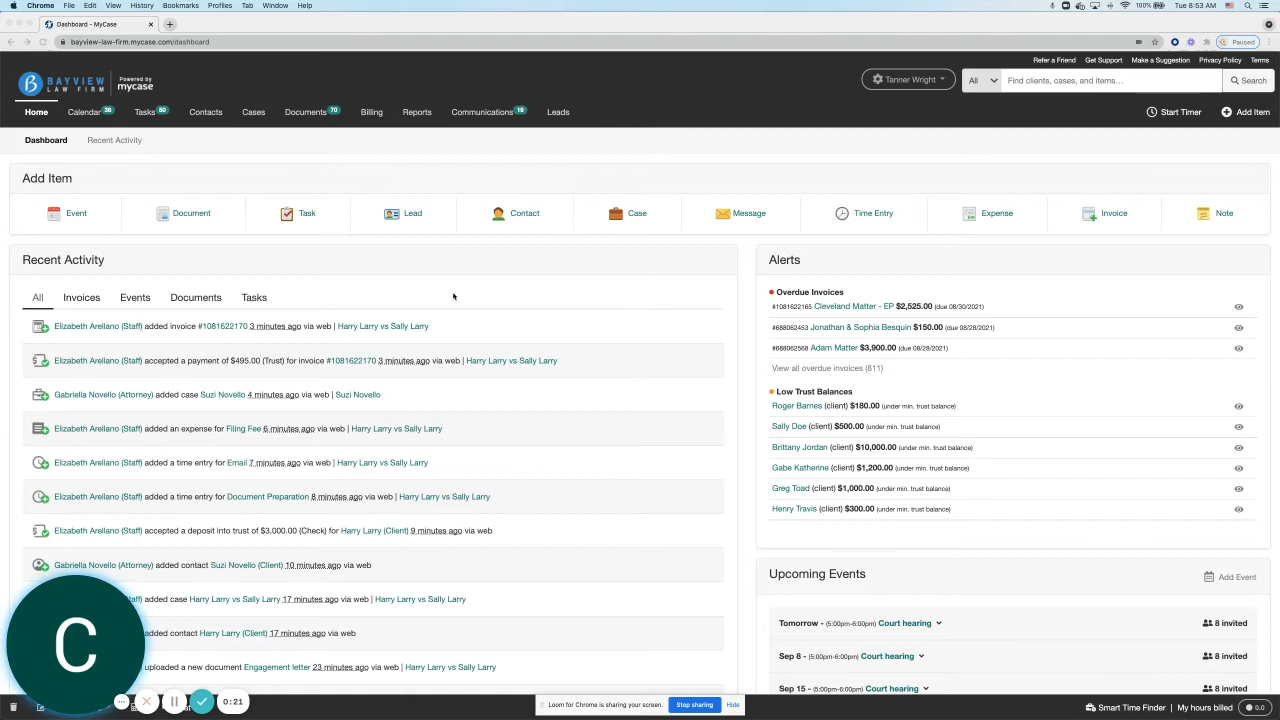 Chrome File Edit View History Bookmarks Profiles Tab Window Help 100% Tue 8:53 AM
Dashboard - MyCase
bayview-law-firm.mycase.com/dashboard Paused
Refer a Friend Get Support Make a Suggestion Privacy Policy Terms
BAYVIEW LAW FIRM Powered by mycase Tanner Wright All Find clients, cases, and items... Search
Home Calendar 38 Tasks 50 Contacts Cases Documents 70 Billing Reports Communications 19 Leads Start Timer Add Item
Dashboard Recent Activity
Add Item
Event Document Task Lead Contact Case Message Time Entry Expense Invoice Note
Recent Activity
All Invoices Events Documents Tasks
Elizabeth Arellano (Staff) added invoice #1081622170 3 minutes ago via web | Harry Larry vs Sally Larry
Elizabeth Arellano (Staff) accepted a payment of $495.00 (Trust) for invoice #1081622170 3 minutes ago via web | Harry Larry vs Sally Larry
Gabriella Novello (Attorney) added case Suzi Novello 4 minutes ago via web | Suzi Novello
Elizabeth Arellano (Staff) added an expense for Filing Fee 6 minutes ago via web | Harry Larry vs Sally Larry
Elizabeth Arellano (Staff) added a time entry for Email 7 minutes ago via web | Harry Larry vs Sally Larry
Elizabeth Arellano (Staff) added a time entry for Document Preparation 8 minutes ago via web | Harry Larry vs Sally Larry
Elizabeth Arellano (Staff) accepted a deposit into trust of $3,000.00 (Check) for Harry Larry (Client) 9 minutes ago via web
Gabriella Novello (Attorney) added contact Suzi Novello (Client) 10 minutes ago via web
added case Harry Larry vs Sally Larry 17 minutes ago via web | Harry Larry vs Sally Larry
added contact Harry Larry (Client) 17 minutes ago via web
uploaded a new document Engagement letter 23 minutes ago via web | Harry Larry vs Sally Larry
Alerts
Overdue Invoices
#1081622165 Cleveland Matter - EP $2,525.00 (due 08/30/2021)
#688062453 Jonathan & Sophia Besquin $150.00 (due 08/28/2021)
#688062568 Adam Matter $3,900.00 (due 08/28/2021)
View all overdue invoices (811)
Low Trust Balances
Roger Barnes (client) $180.00 (under min. trust balance)
Sally Doe (client) $500.00 (under min. trust balance)
Brittany Jordan (client) $10,000.00 (under min. trust balance)
Gabe Katherine (client) $1,200.00 (under min. trust balance)
Greg Toad (client) $1,000.00 (under min. trust balance)
Henry Travis (client) $300.00 (under min. trust balance)
Upcoming Events Add Event
Tomorrow - (5:00pm-6:00pm) Court hearing 8 invited
Sep 8 - (5:00pm-6:00pm) Court hearing 8 invited
Sep 15 - (5:00pm-6:00pm) Court hearing 8 invited
C
0:21
Loom for Chrome is sharing your screen. Stop sharing Hide
Smart Time Finder | My hours billed 0.0